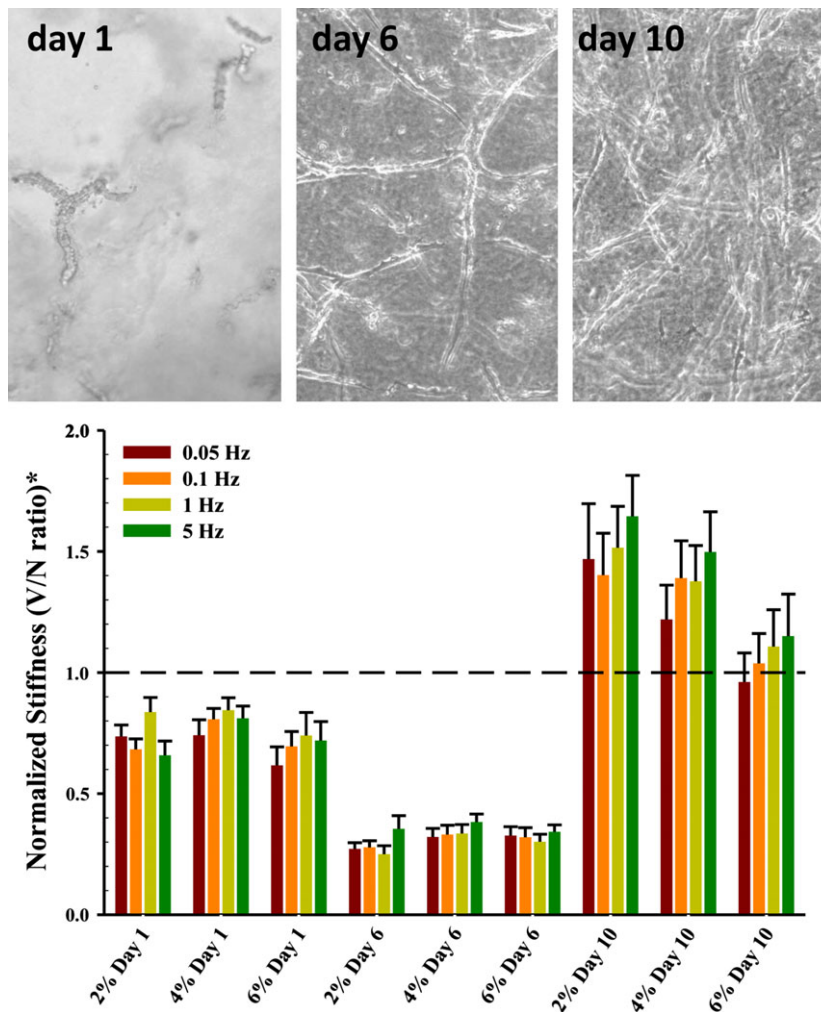 day 1
day 6
day 10
Normalized Stiffness (V/N ratio)*
2.0
1.5
1.0
0.5
0.0
0.05 Hz
0.1 Hz
1 Hz
5 Hz
2% Day 1
4% Day 1
6% Day 1
2% Day 6
4% Day 6
6% Day 6
2% Day 10
4% Day 10
6% Day 10